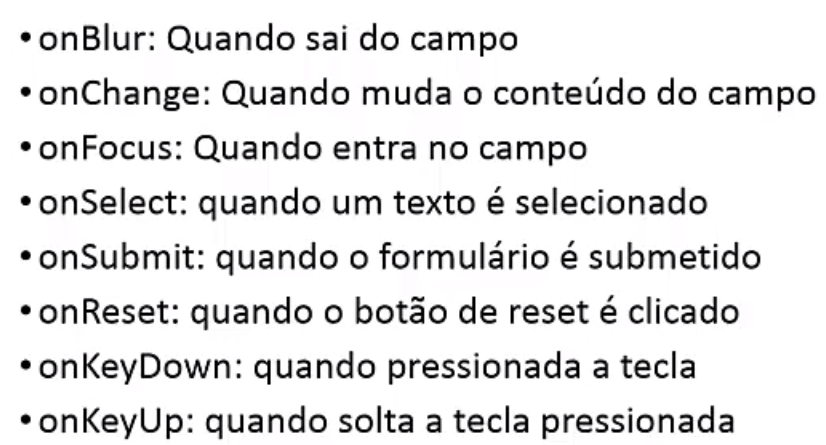 • onBlur: Quando sai do campo
• onChange: Quando muda o conteúdo do campo
• onFocus: Quando entra no campo
• onSelect: quando um texto é selecionado
• onSubmit: quando o formulário é submetido
• onReset: quando o botão de reset é clicado
• onKeyDown: quando pressionada a tecla
• onKeyUp: quando solta a tecla pressionada